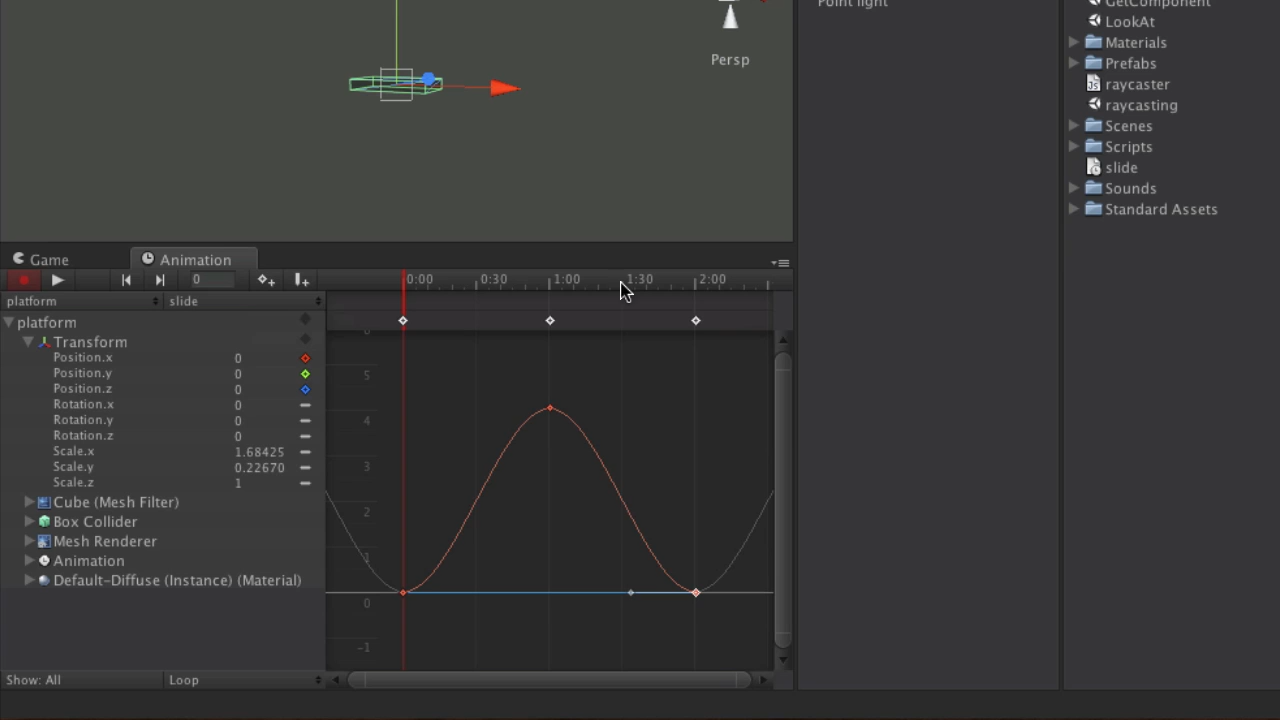 Point light
GetComponent
LookAt
Persp
Materials
Prefabs
raycaster
raycasting
Scenes
Scripts
slide
Sounds
Standard Assets
Game
Animation
0
0:00
0:30
1:00
1:30
2:00
platform
slide
platform
Transform
Position.x 0
Position.y 0
Position.z 0
Rotation.x 0
Rotation.y 0
Rotation.z 0
Scale.x 1.68425
Scale.y 0.22670
Scale.z 1
Cube (Mesh Filter)
Box Collider
Mesh Renderer
Animation
Default-Diffuse (Instance) (Material)
5
4
3
2
1
0
-1
Show: All
Loop